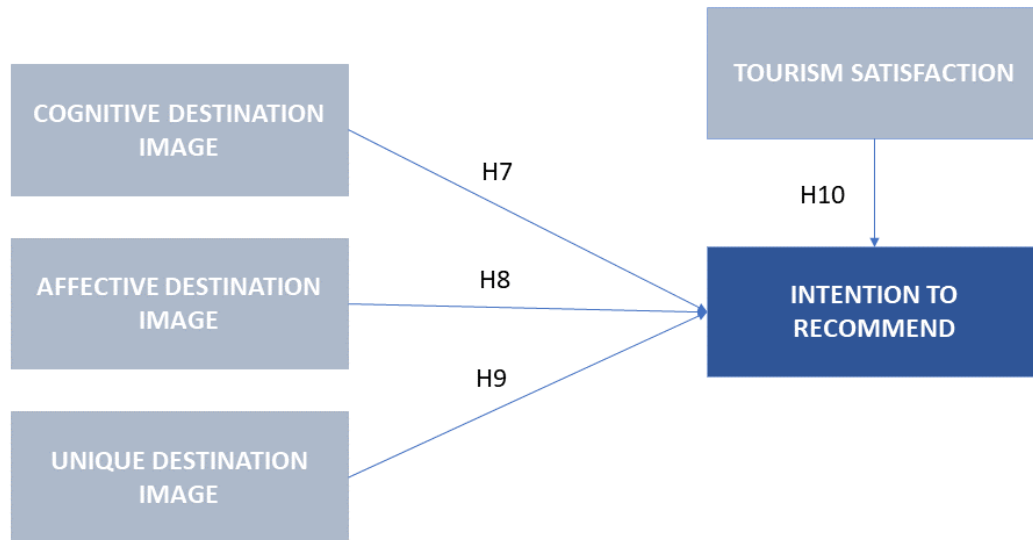 TOURISM SATISFACTION
COGNITIVE DESTINATION
IMAGE
H7
H10
AFFECTIVE DESTINATION
IMAGE
H8
INTENTION TO
RECOMMEND
H9
UNIQUE DESTINATION
IMAGE